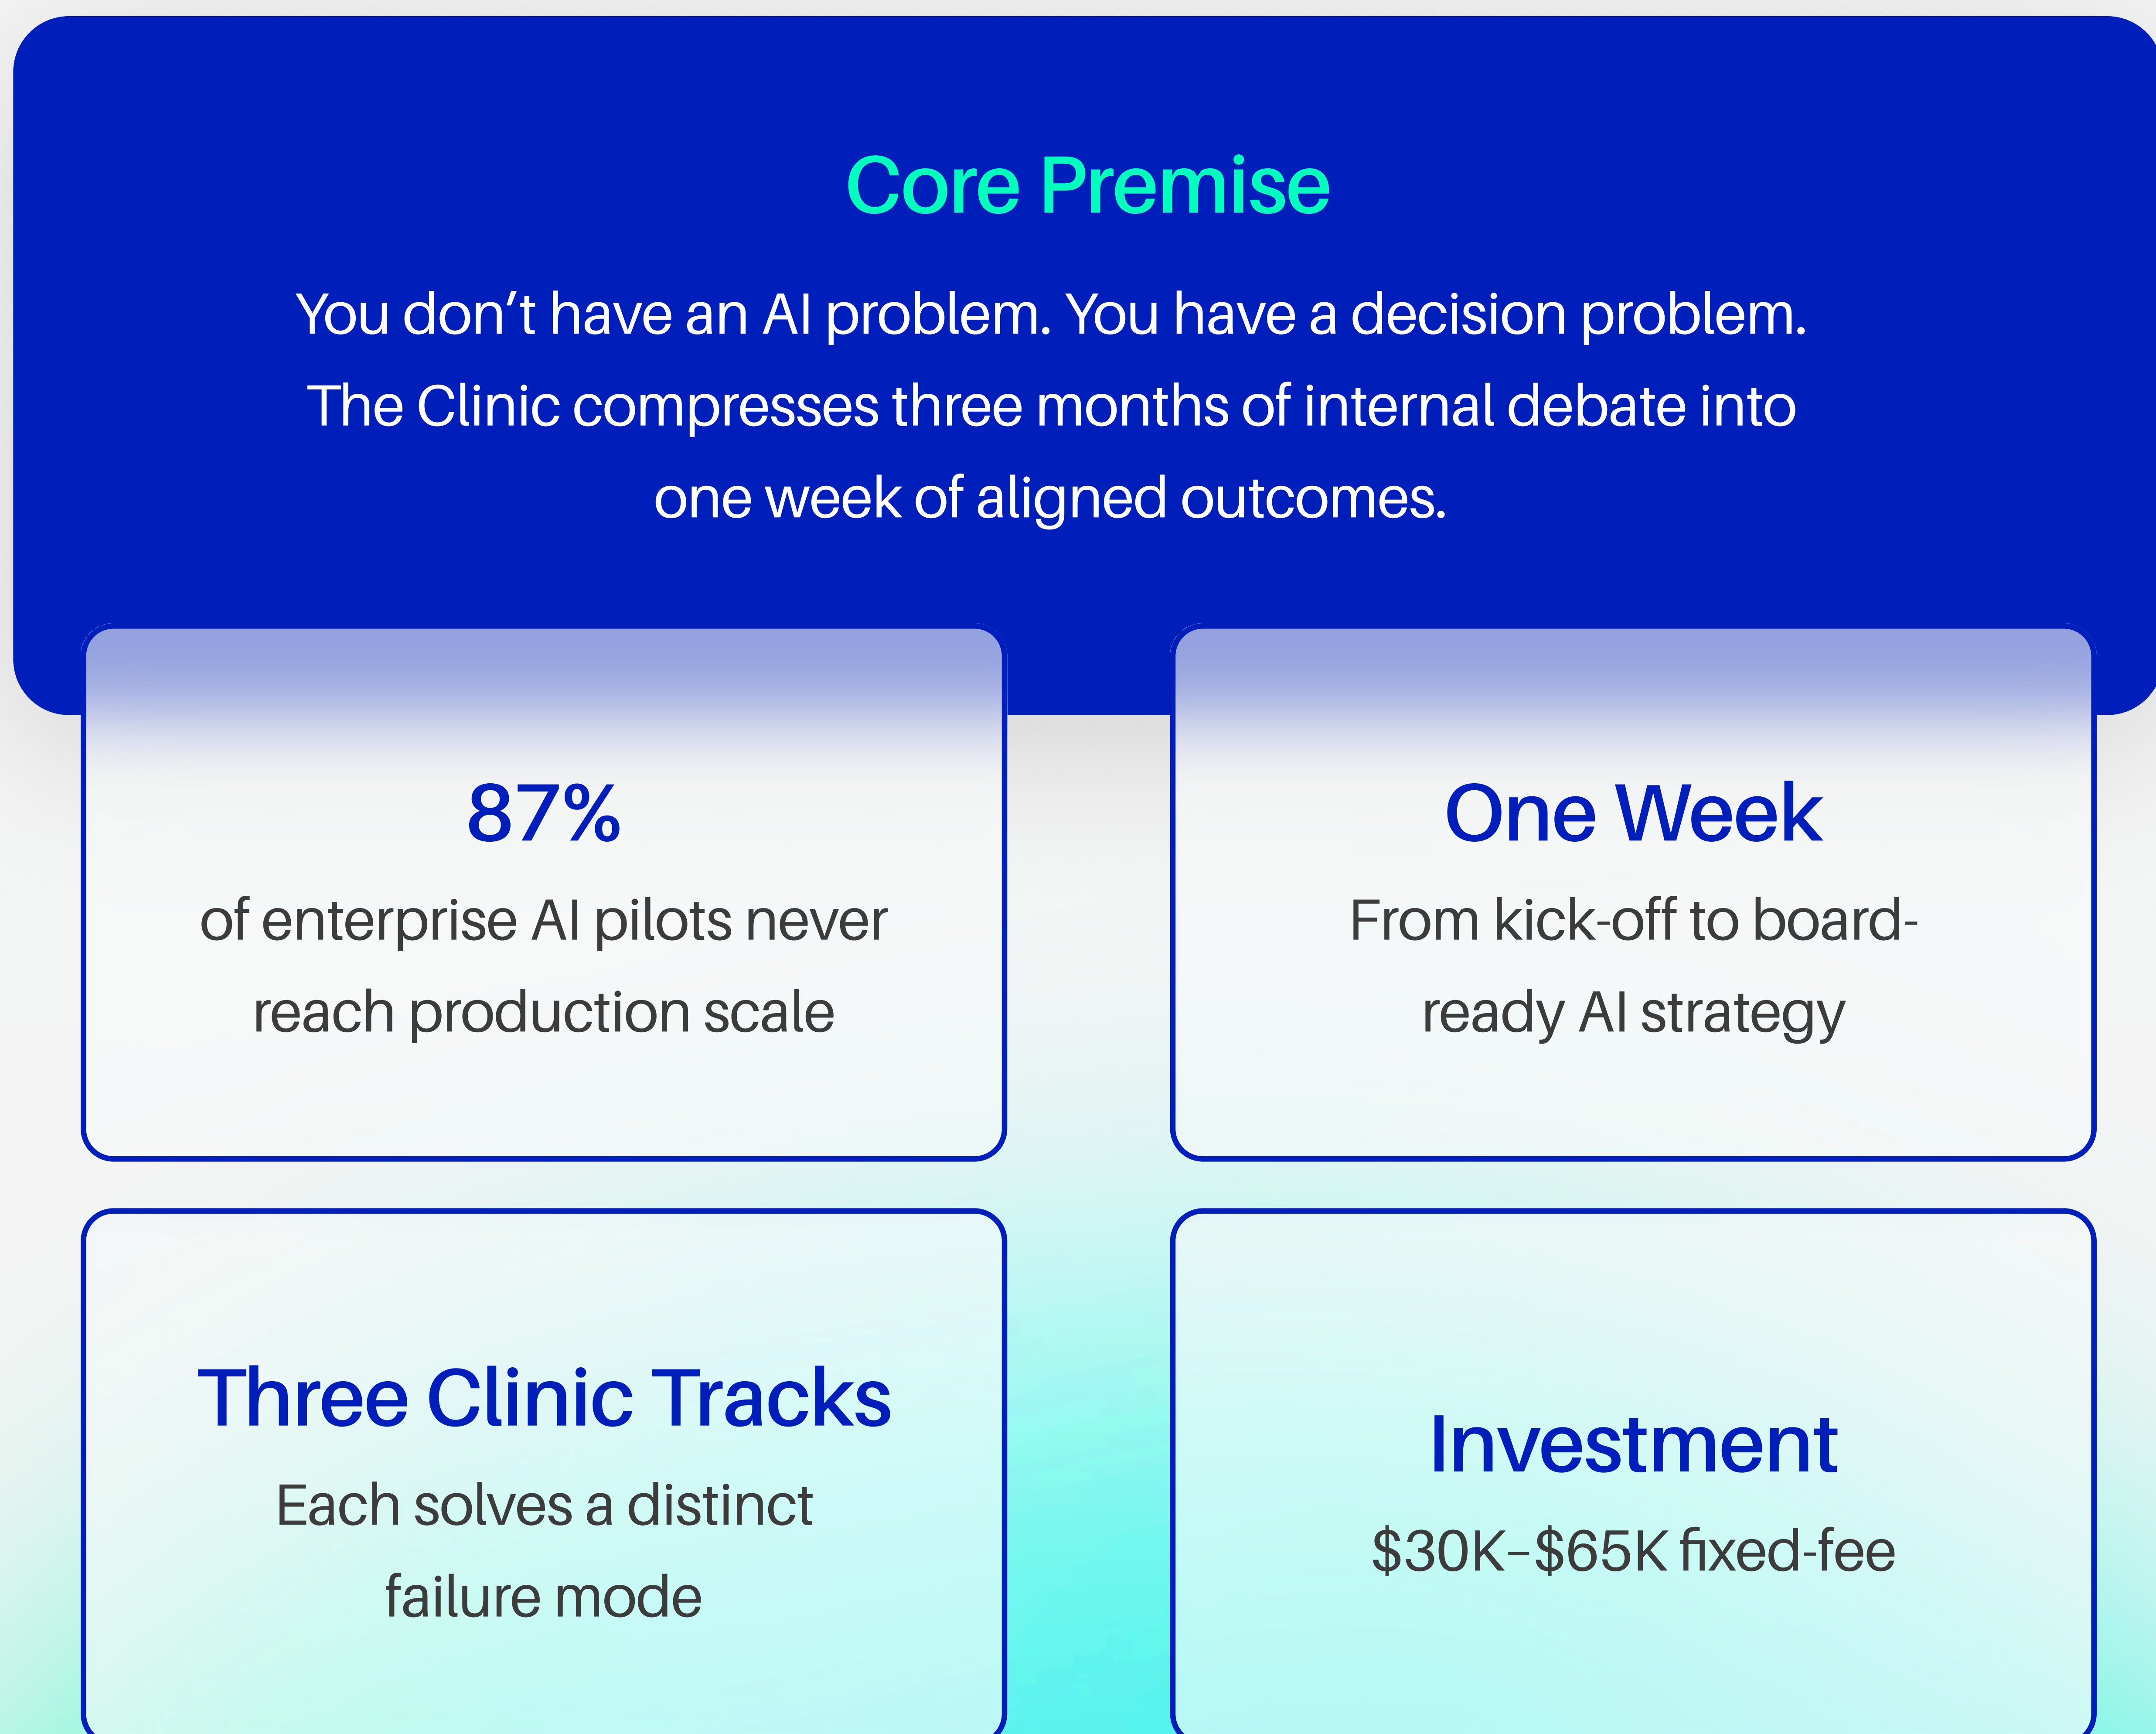 Core Premise
You don't have an AI problem. You have a decision problem.
The Clinic compresses three months of internal debate into
one week of aligned outcomes.
87%
of enterprise AI pilots never
reach production scale
One Week
From kick-off to board-
ready AI strategy
Three Clinic Tracks
Each solves a distinct
failure mode
Investment
$30K–$65K fixed-fee